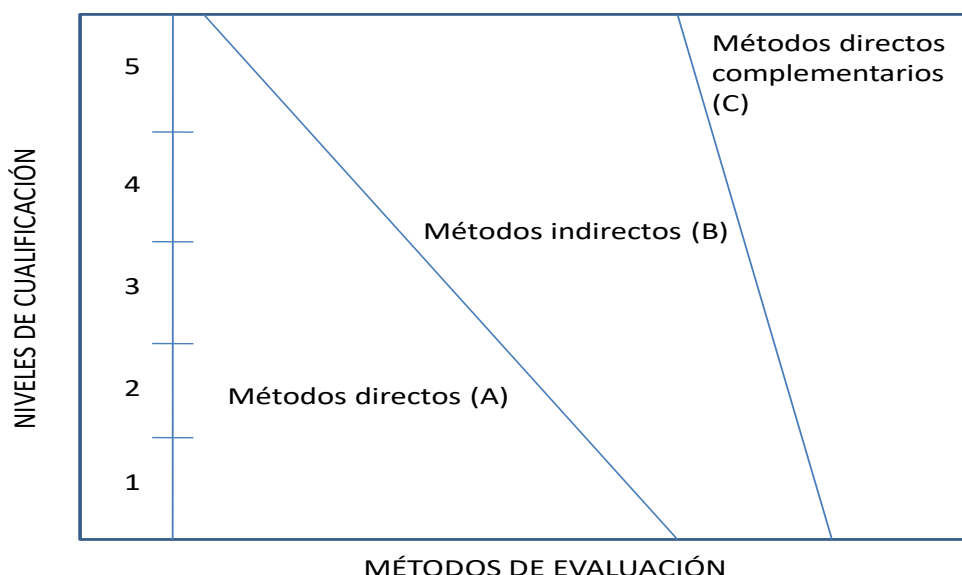 NIVELES DE CUALIFICACIÓN
5
4
3
2
1
Métodos directos
complementarios
(C)
Métodos indirectos (B)
Métodos directos (A)
MÉTODOS DE EVALUACIÓN